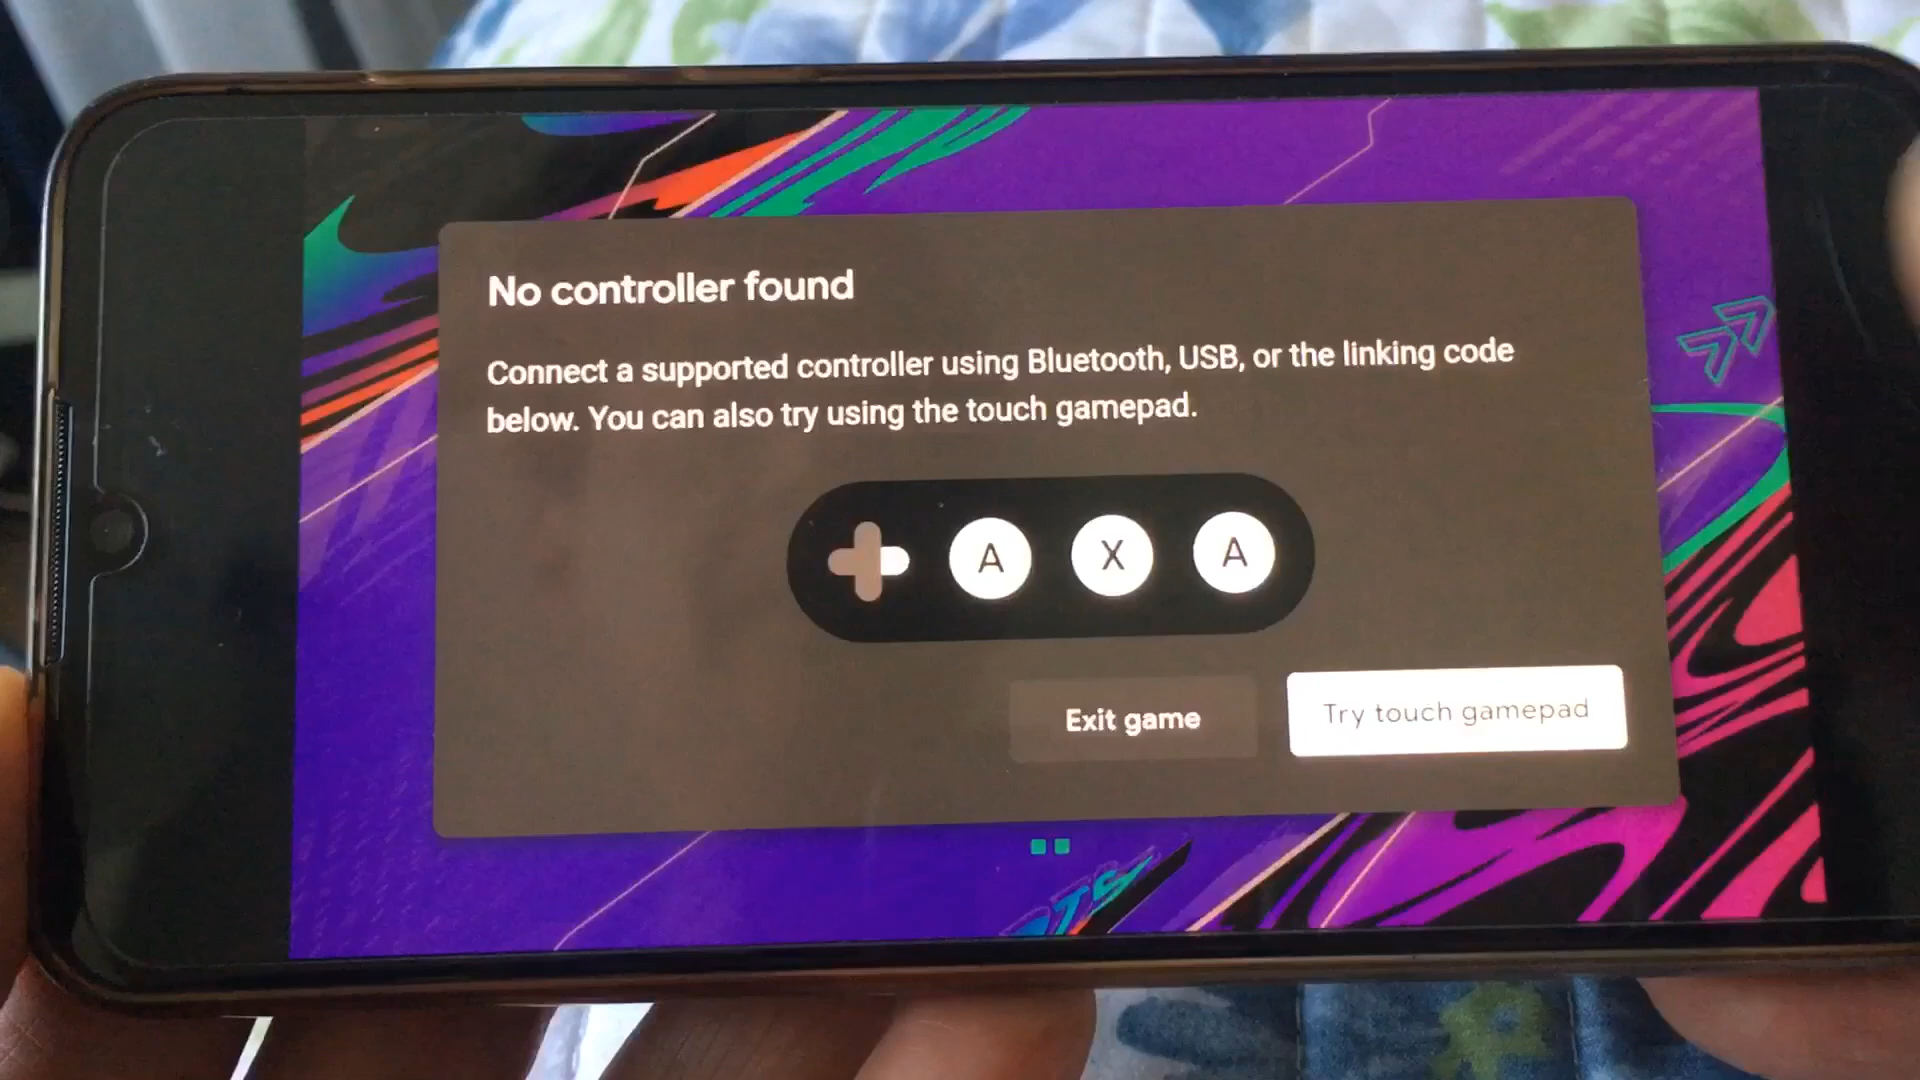 No controller found
Connect a supported controller using Bluetooth, USB, or the linking code
below. You can also try using the touch gamepad.
A X A
Exit game
Try touch gamepad